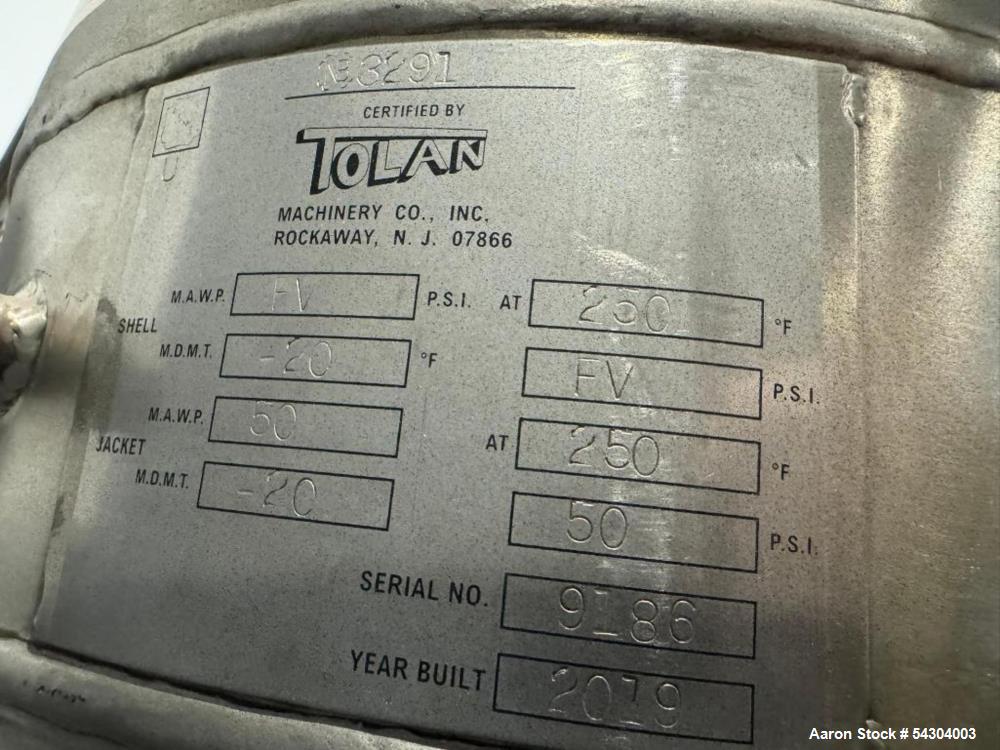 NB 3291
CERTIFIED BY
TOLAN
MACHINERY CO., INC.
ROCKAWAY, N. J. 07866
SHELL
M.A.W.P. FV P.S.I. AT 250 °F
M.D.M.T. -20 °F FV P.S.I.
JACKET
M.A.W.P. 50 AT 250 °F
M.D.M.T. -20 50 P.S.I.
SERIAL NO. 9186
YEAR BUILT 2019
Aaron Stock # 54304003